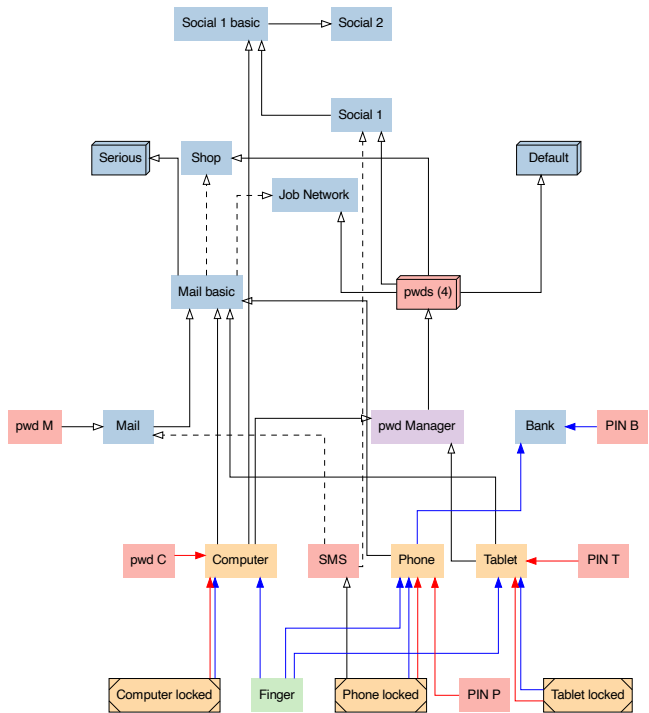 Social 1 basic
Social 2
Social 1
Serious
Shop
Default
Job Network
Mail basic
pwds (4)
pwd M
Mail
pwd Manager
Bank
PIN B
pwd C
Computer
SMS
Phone
Tablet
PIN T
Computer locked
Finger
Phone locked
PIN P
Tablet locked